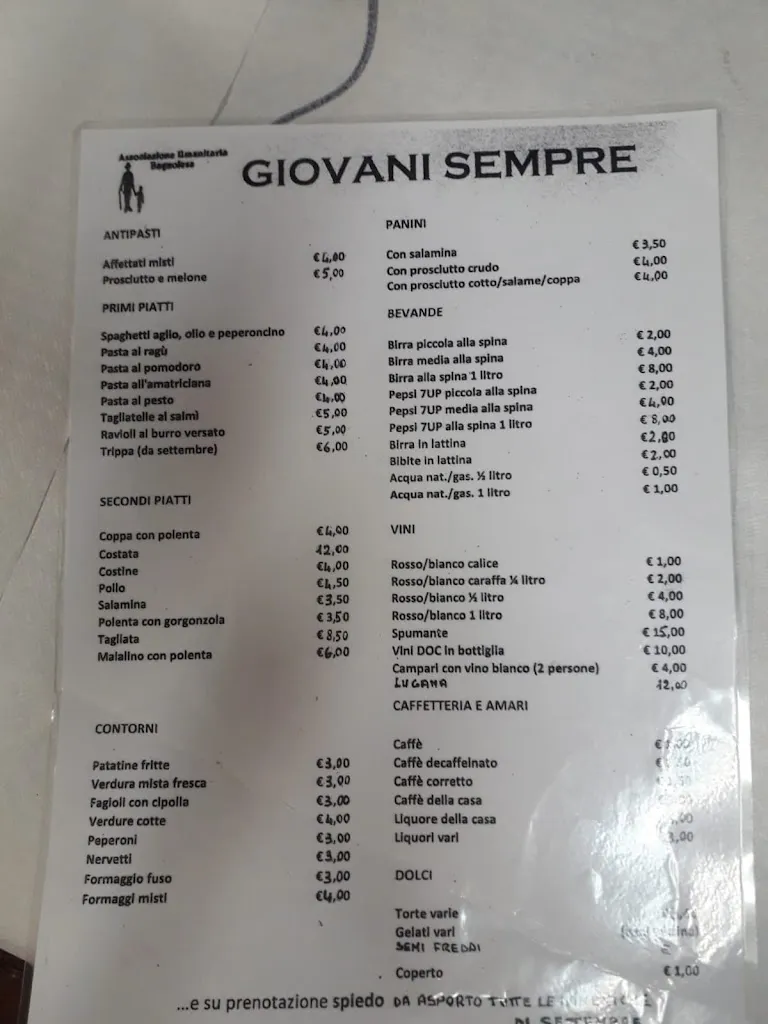 Associazione Umanitaria
Bagnolese
GIOVANI SEMPRE
ANTIPASTI
Affettati misti €4,00
Prosciutto e melone €5,00
PRIMI PIATTI
Spaghetti aglio, olio e peperoncino €4,00
Pasta al ragù €4,00
Pasta al pomodoro €4,00
Pasta all'amatriciana €4,00
Pasta al pesto €4,00
Tagliatelle al salmì €5,00
Ravioli al burro versato €5,00
Trippa (da settembre) €6,00
SECONDI PIATTI
Coppa con polenta €4,00
Costata 12,00
Costine €4,00
Pollo €4,50
Salamina €3,50
Polenta con gorgonzola €3,50
Tagliata €8,50
Maialino con polenta €6,00
CONTORNI
Patatine fritte €3,00
Verdura mista fresca €3,00
Fagioli con cipolla €3,00
Verdure cotte €4,00
Peperoni €3,00
Nervetti €3,00
Formaggio fuso €3,00
Formaggi misti €4,00
PANINI
Con salamina €3,50
Con prosciutto crudo €4,00
Con prosciutto cotto/salame/coppa €4,00
BEVANDE
Birra piccola alla spina € 2,00
Birra media alla spina € 4,00
Birra alla spina 1 litro € 8,00
Pepsi 7UP piccola alla spina € 2,00
Pepsi 7UP media alla spina €4,00
Pepsi 7UP alla spina 1 litro € 8,00
Birra in lattina €2,00
Bibite in lattina €2,00
Acqua nat./gas. ½ litro € 0,50
Acqua nat./gas. 1 litro € 1,00
VINI
Rosso/bianco calice € 1,00
Rosso/bianco caraffa ¼ litro € 2,00
Rosso/bianco ½ litro € 4,00
Rosso/bianco 1 litro € 8,00
Spumante € 15,00
Vini DOC in bottiglia € 10,00
Campari con vino bianco (2 persone) € 4,00
LUGANA 12,00
CAFFETTERIA E AMARI
Caffè
Caffè decaffeinato
Caffè corretto
Caffè della casa
Liquore della casa
Liquori vari 3,00
DOLCI
Torte varie
Gelati vari
SEMI FREDDI
Coperto € 1,00
...e su prenotazione spiedo DA ASPORTO TUTTE LE
DI SETTEMBRE